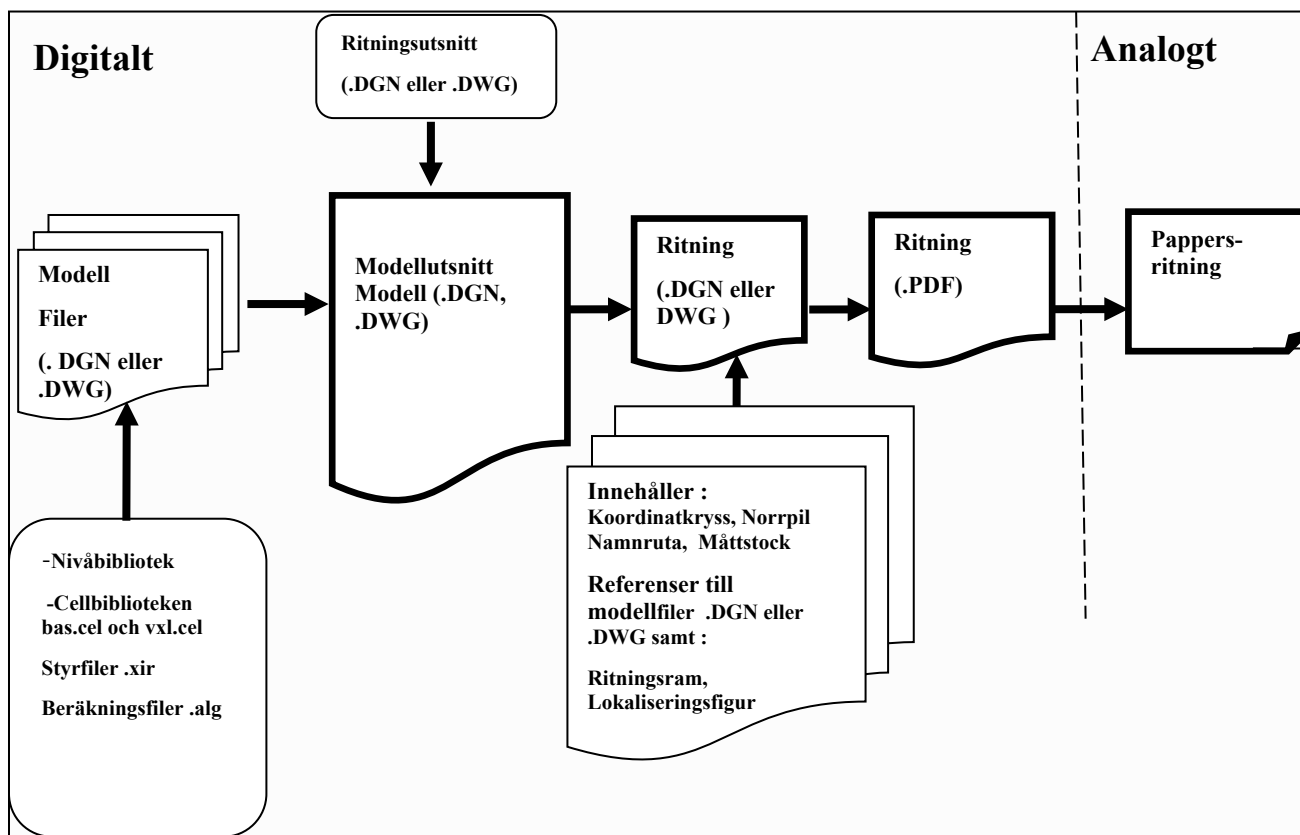 Digitalt
Ritningsutsnitt
(.DGN eller .DWG)
Analogt
Modell
Filer
(. DGN eller
.DWG)
Modellutsnitt
Modell (.DGN,
.DWG)
Ritning
(.DGN eller
DWG )
Ritning
(.PDF)
Pappers-
ritning
-Nivåbibliotek
-Cellbiblioteken
bas.cel och vxl.cel
Styrfiler .xir
Beräkningsfiler .alg
Innehåller :
Koordinatkryss, Norrpil
Namnruta, Måttstock
Referenser till
modellfiler .DGN eller
.DWG samt :
Ritningsram,
Lokaliseringsfigur